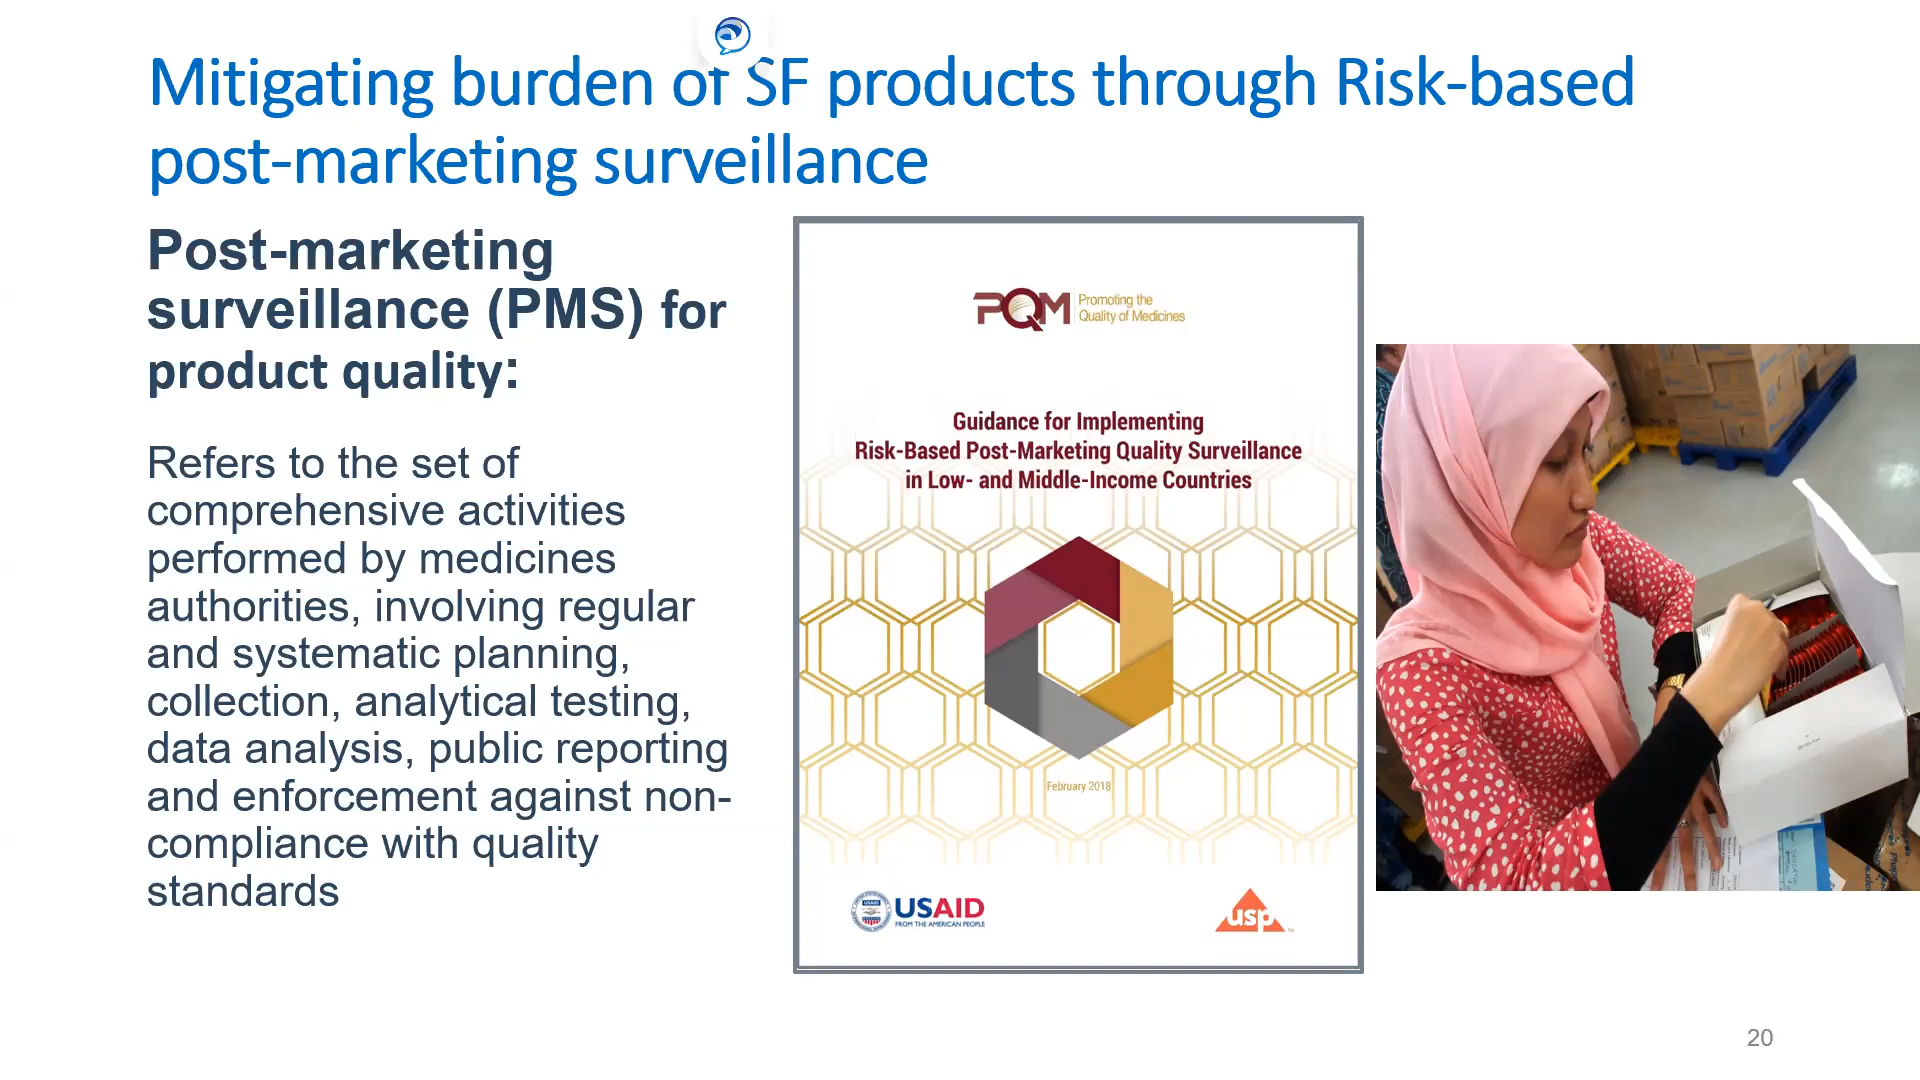 Mitigating burden of SF products through Risk-based
post-marketing surveillance
Post-marketing
surveillance (PMS) for
product quality:
Refers to the set of
comprehensive activities
performed by medicines
authorities, involving regular
and systematic planning,
collection, analytical testing,
data analysis, public reporting
and enforcement against non-
compliance with quality
standards
PQM Promoting the
Quality of Medicines
Guidance for Implementing
Risk-Based Post-Marketing Quality Surveillance
in Low- and Middle-Income Countries
February 2018
USAID
FROM THE AMERICAN PEOPLE
usp
20